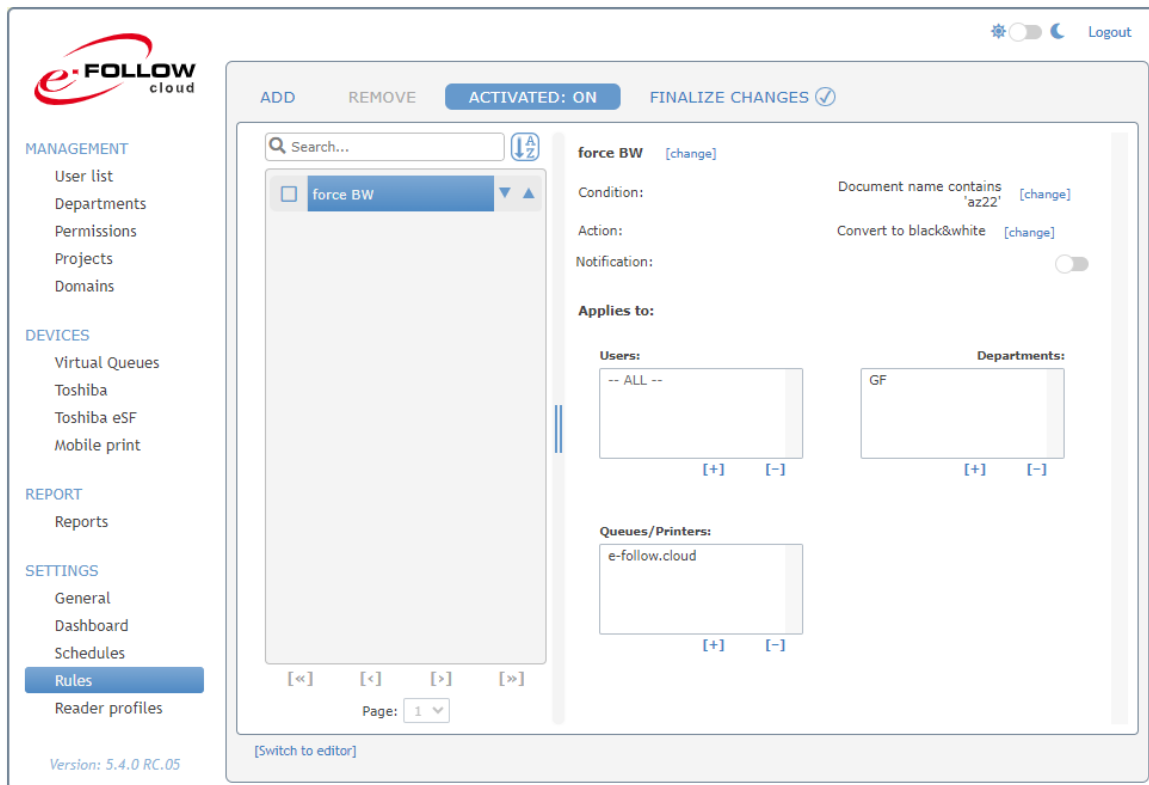 Logout
e·FOLLOW
cloud
ADD REMOVE ACTIVATED: ON FINALIZE CHANGES
MANAGEMENT
User list
Departments
Permissions
Projects
Domains
DEVICES
Virtual Queues
Toshiba
Toshiba eSF
Mobile print
REPORT
Reports
SETTINGS
General
Dashboard
Schedules
Rules
Reader profiles
Version: 5.4.0 RC.05
Search...
A
Z
force BW
[«] [<] [>] [»]
Page: 1
force BW [change]
Condition: Document name contains
'az22' [change]
Action: Convert to black&white [change]
Notification:
Applies to:
Users: Departments:
-- ALL -- GF
[+] [-] [+] [-]
Queues/Printers:
e-follow.cloud
[+] [-]
[Switch to editor]